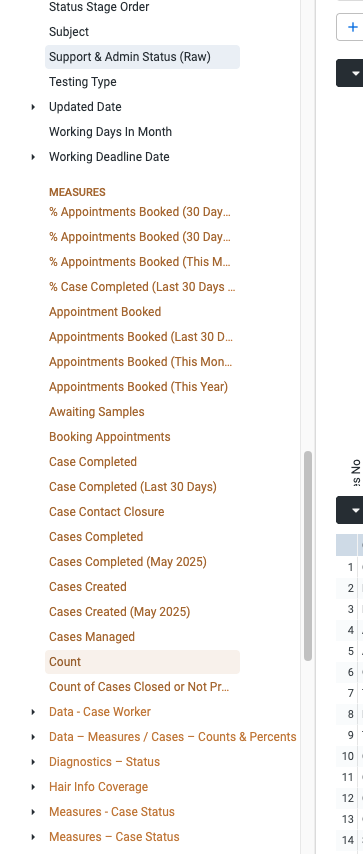 Status Stage Order
Subject
Support & Admin Status (Raw)
Testing Type
Updated Date
Working Days In Month
Working Deadline Date
MEASURES
% Appointments Booked (30 Day...
% Appointments Booked (30 Day...
% Appointments Booked (This M...
% Case Completed (Last 30 Days ...
Appointment Booked
Appointments Booked (Last 30 D...
Appointments Booked (This Mon...
Appointments Booked (This Year)
Awaiting Samples
Booking Appointments
Case Completed
Case Completed (Last 30 Days)
Case Contact Closure
Cases Completed
Cases Completed (May 2025)
Cases Created
Cases Created (May 2025)
Cases Managed
Count
Count of Cases Closed or Not Pr...
Data - Case Worker
Data – Measures / Cases – Counts & Percents
Diagnostics – Status
Hair Info Coverage
Measures - Case Status
Measures – Case Status
+
No
1
2
3
4
5
6
7
8
9
10
11
12
13
14